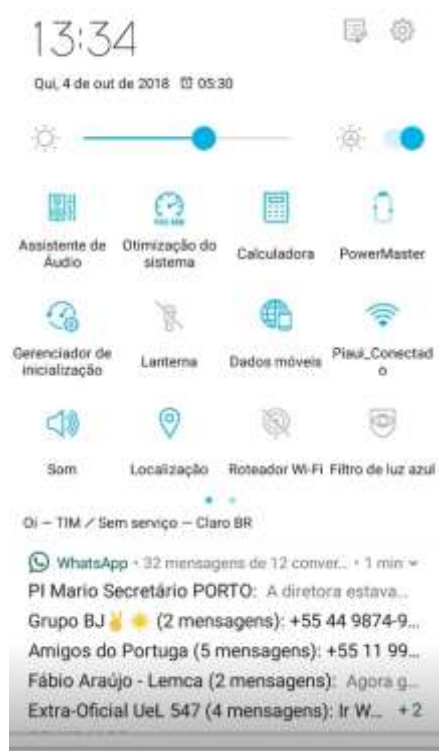 13:34
Qui, 4 de out de 2018 05:30
Assistente de Áudio
Otimização do sistema
Calculadora
PowerMaster
Gerenciador de inicialização
Lanterna
Dados móveis
Piaui_Conectado
Som
Localização
Roteador Wi-Fi
Filtro de luz azul
Oi – TIM / Sem serviço – Claro BR
WhatsApp • 32 mensagens de 12 conver... • 1 min
PI Mario Secretário PORTO: A diretora estava...
Grupo BJ✌️☀️ (2 mensagens): +55 44 9874-9...
Amigos do Portuga (5 mensagens): +55 11 99...
Fábio Araújo - Lemca (2 mensagens): Agora g...
Extra-Oficial UeL 547 (4 mensagens): Ir W... +2